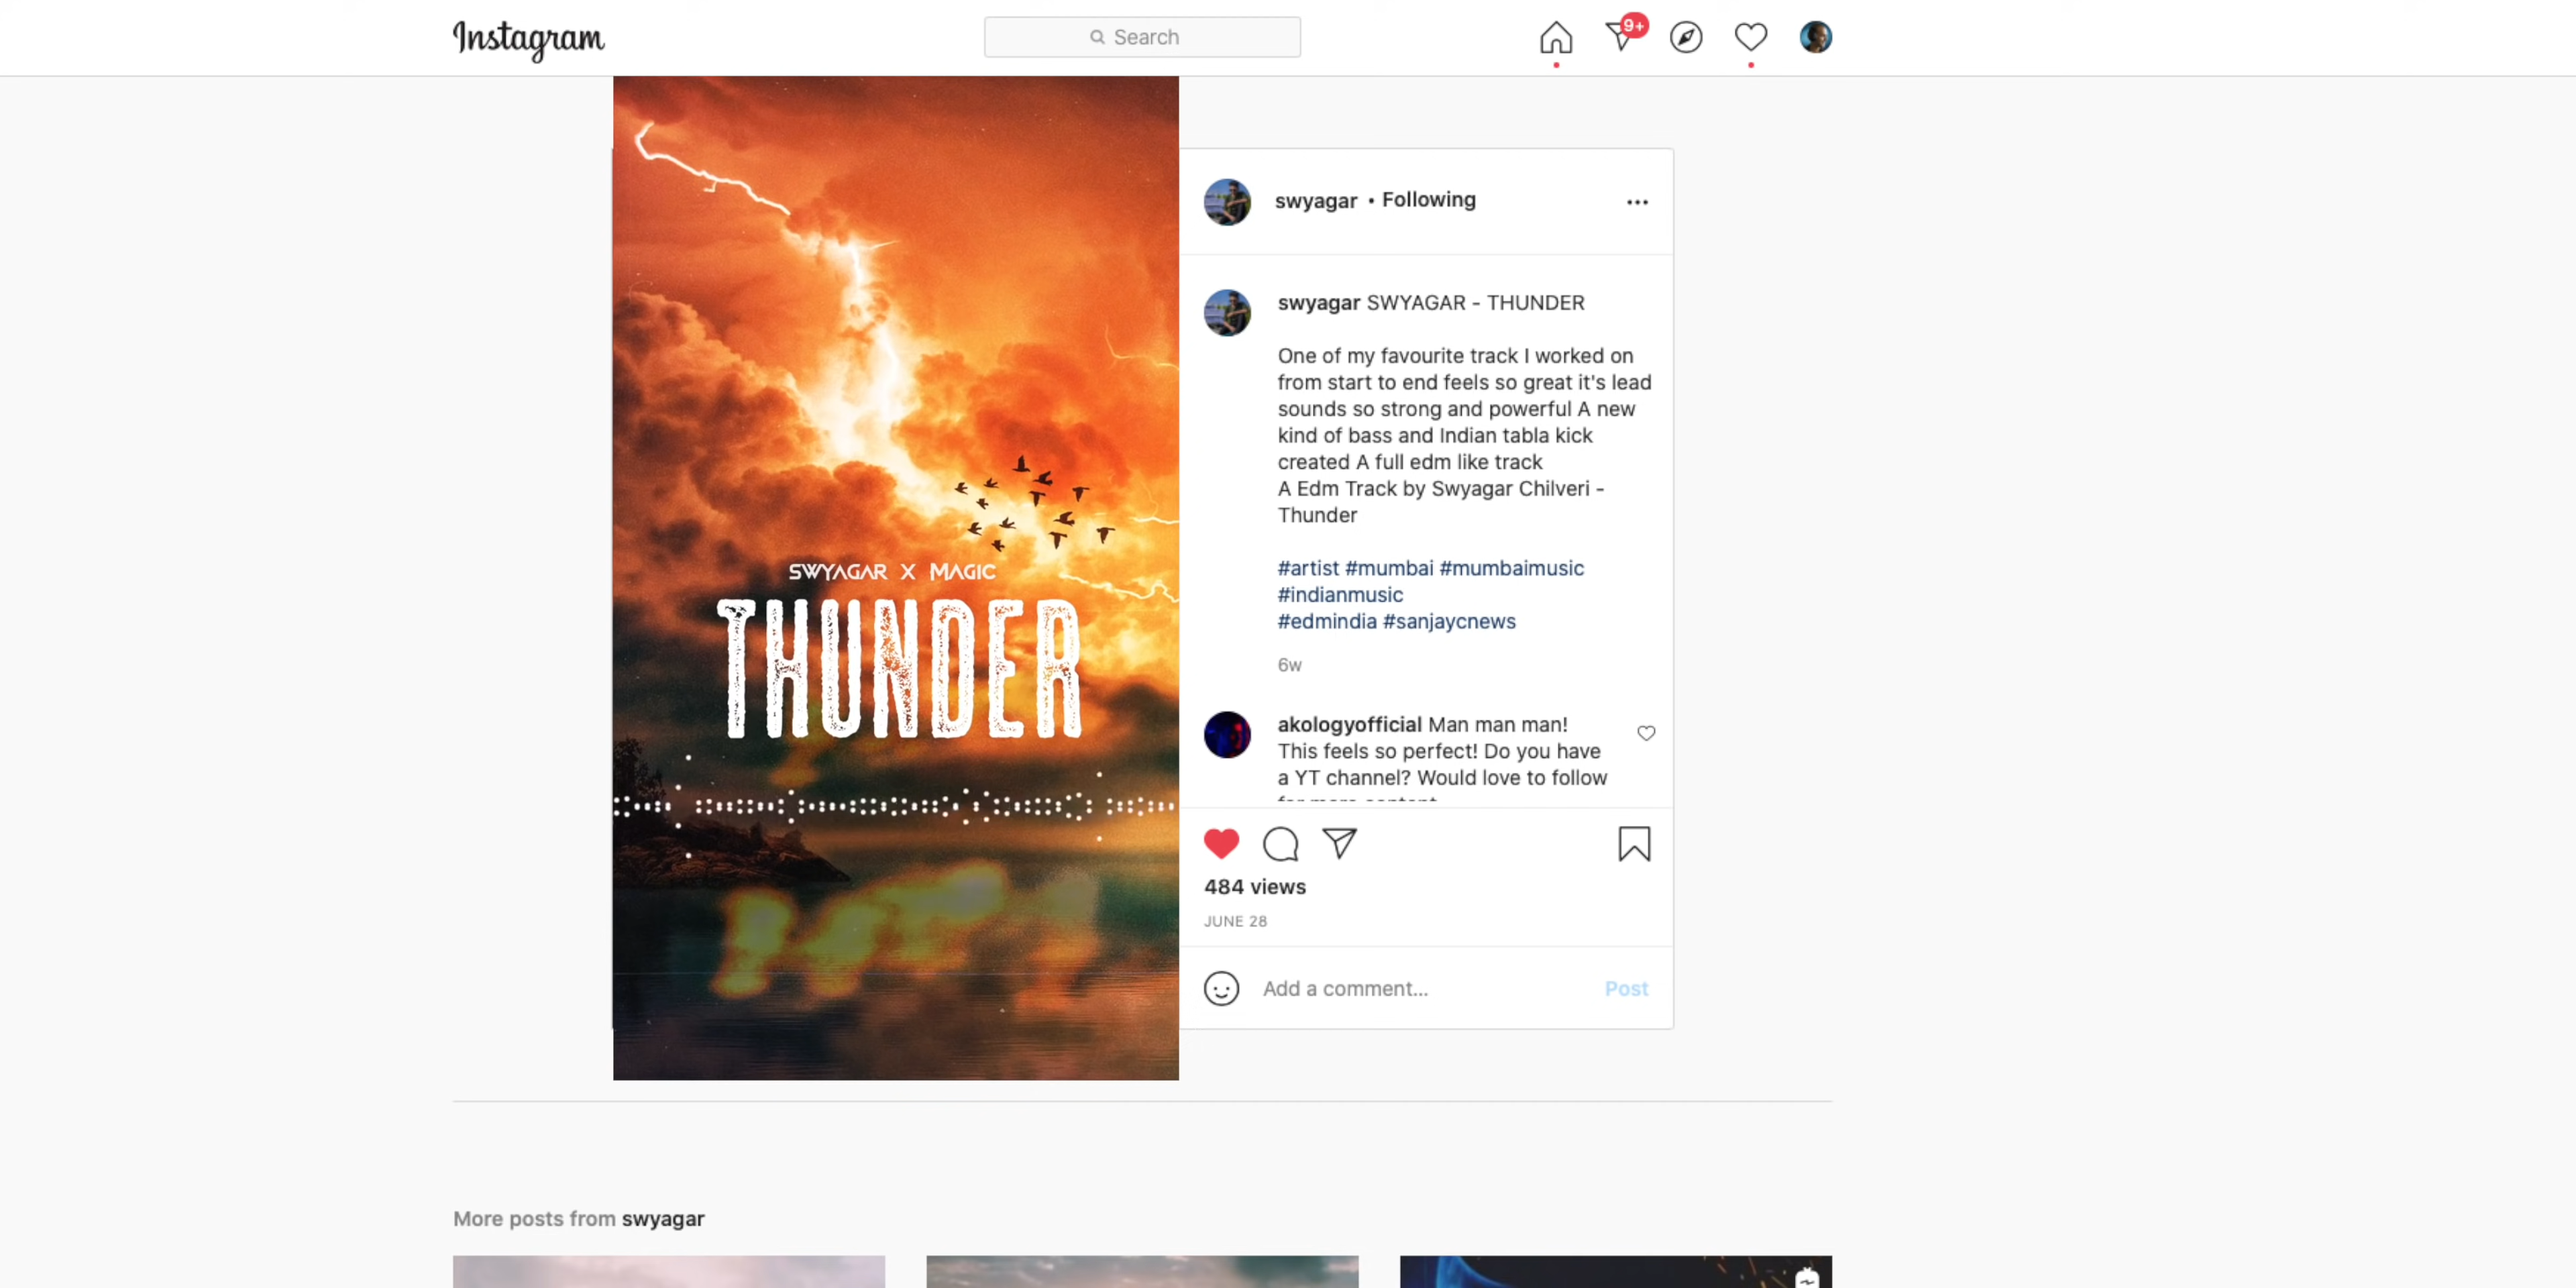 Instagram
Search
9+
SWYAGAR X MAGIC
THUNDER
swyagar • Following
swyagar SWYAGAR - THUNDER
One of my favourite track I worked on
from start to end feels so great it's lead
sounds so strong and powerful A new
kind of bass and Indian tabla kick
created A full edm like track
A Edm Track by Swyagar Chilveri -
Thunder
#artist #mumbai #mumbaimusic
#indianmusic
#edmindia #sanjaycnews
6w
akologyofficial Man man man!
This feels so perfect! Do you have
a YT channel? Would love to follow
484 views
JUNE 28
Add a comment...
Post
More posts from swyagar